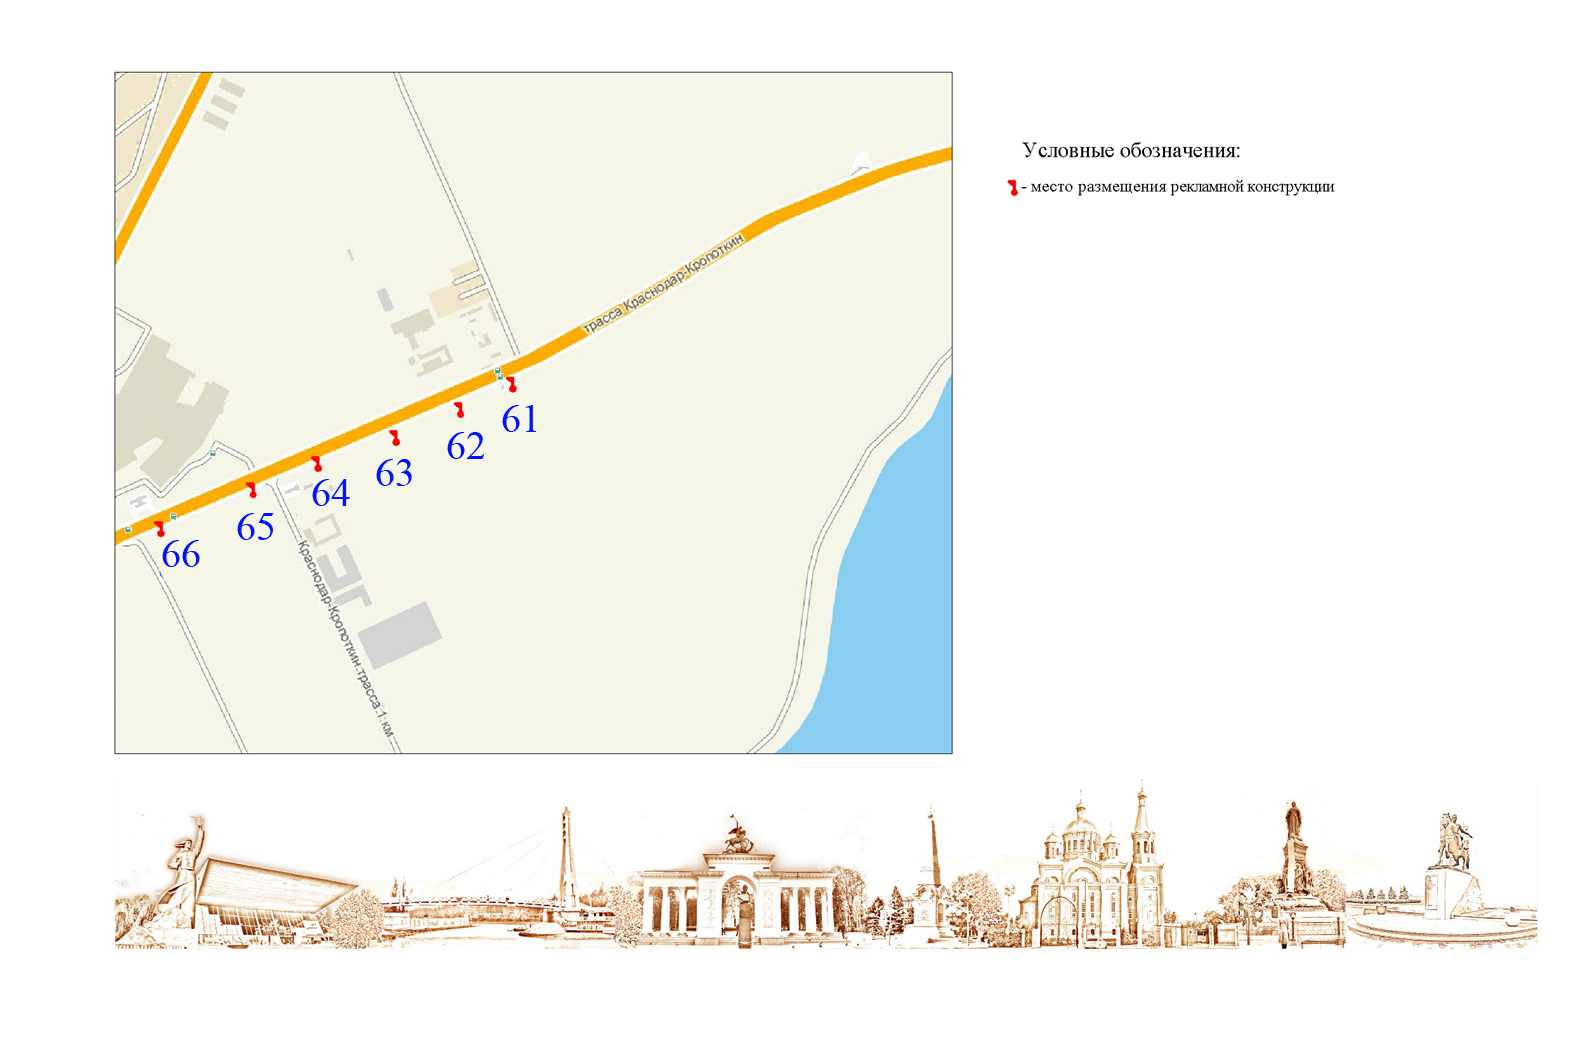 Условные обозначения:
- место размещения рекламной конструкции
трасса Краснодар-Кропоткин
61
62
63
64
65
66
Краснодар-Кропоткин трасса 1-км